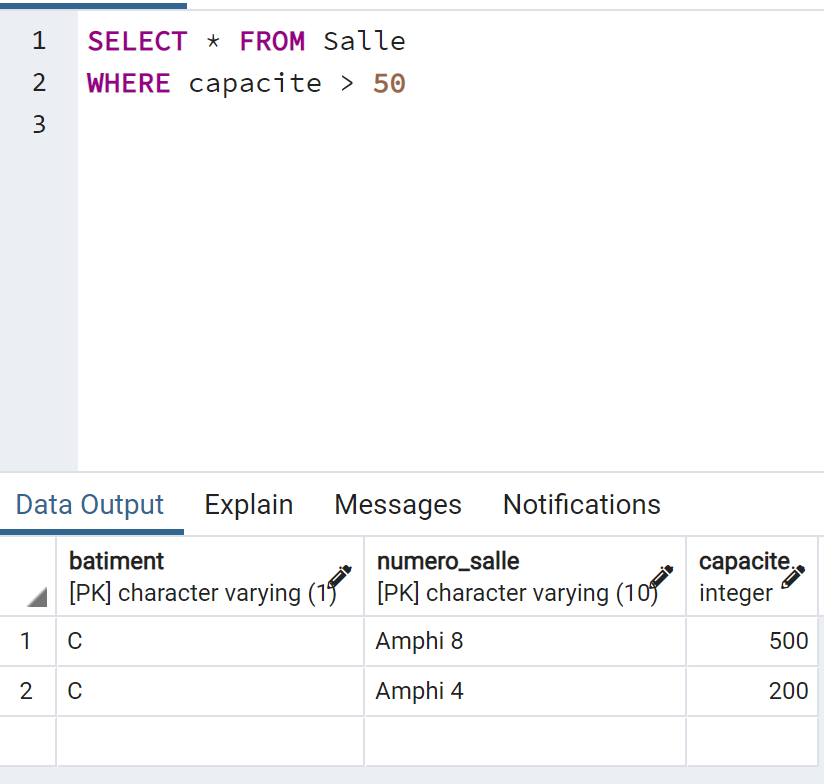 1 SELECT * FROM Salle
2 WHERE capacite > 50
3
Data Output Explain Messages Notifications
batiment numero_salle capacite
[PK] character varying (1) [PK] character varying (10) integer
1 C Amphi 8 500
2 C Amphi 4 200